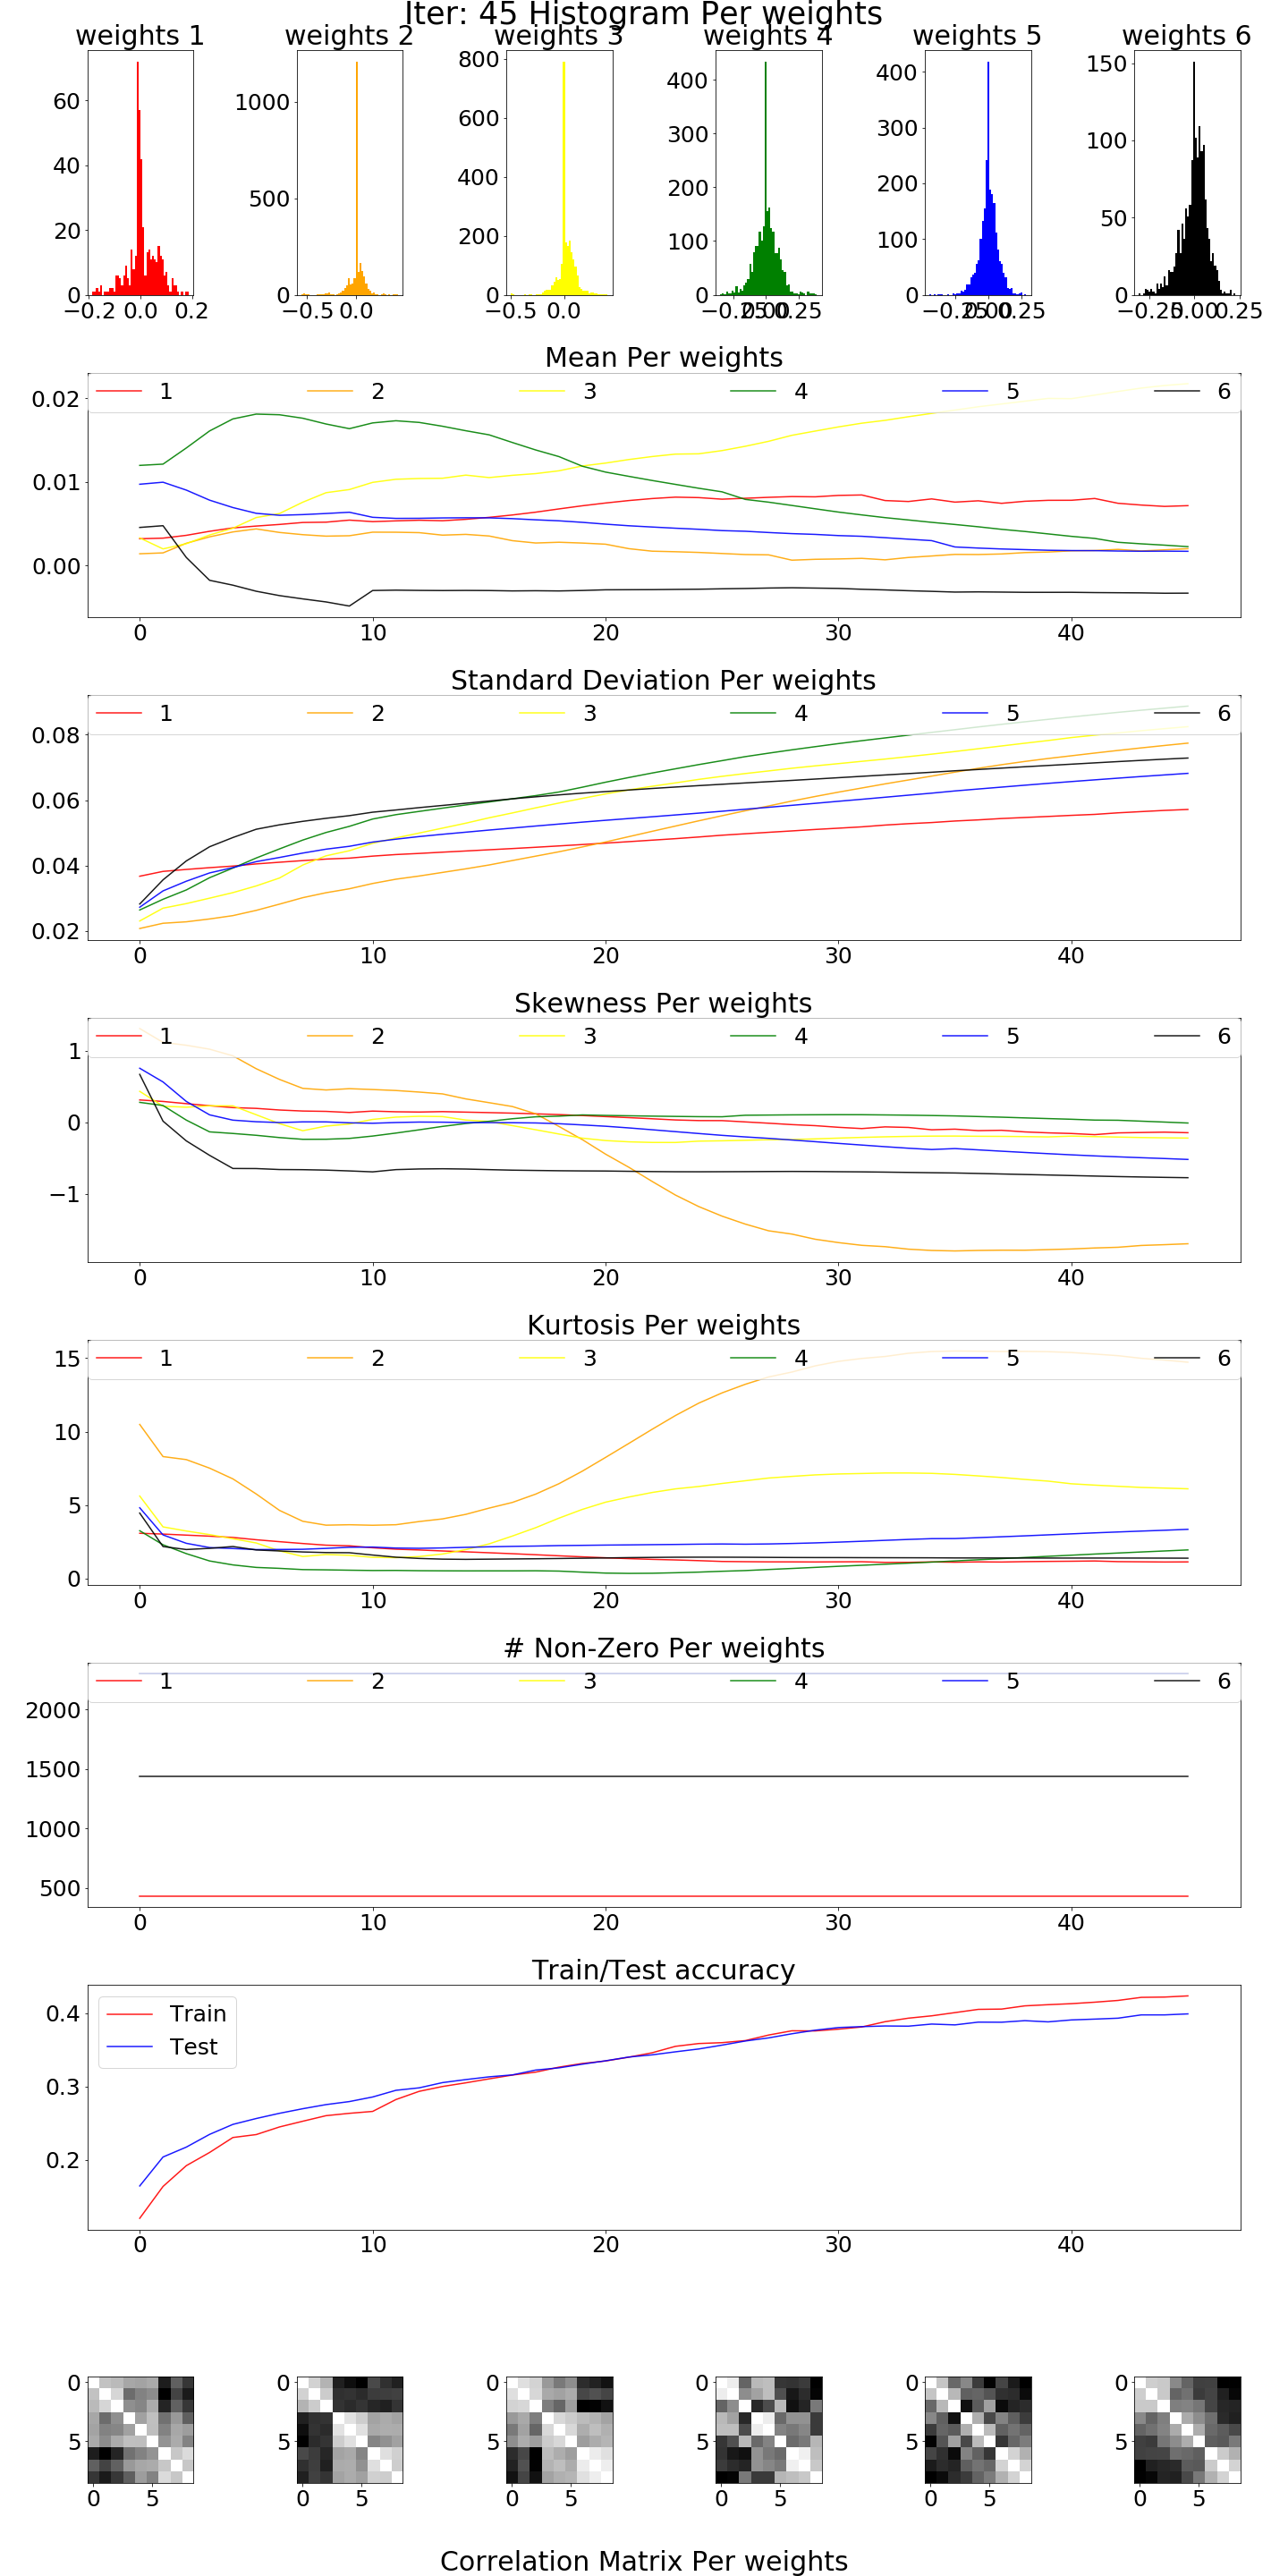 Iter: 45 Histogram Per weights
weights 1 weights 2 weights 3 weights 4 weights 5 weights 6
60
40
20
0
−0.2 0.0 0.2
1000
500
0
−0.5 0.0
800
600
400
200
0
−0.5 0.0
400
300
200
100
0
−0.25 0.00 0.25
400
300
200
100
0
−0.25 0.00 0.25
150
100
50
0
−0.25 0.00 0.25
Mean Per weights
1 2 3 4 5 6
0.02
0.01
0.00
0 10 20 30 40
Standard Deviation Per weights
1 2 3 4 5 6
0.08
0.06
0.04
0.02
0 10 20 30 40
Skewness Per weights
1 2 3 4 5 6
1
0
−1
0 10 20 30 40
Kurtosis Per weights
1 2 3 4 5 6
15
10
5
0
0 10 20 30 40
# Non-Zero Per weights
1 2 3 4 5 6
2000
1500
1000
500
0 10 20 30 40
Train/Test accuracy
Train
Test
0.4
0.3
0.2
0 10 20 30 40
0 0 0 0 0 0
5 5 5 5 5 5
0 5 0 5 0 5 0 5 0 5 0 5
Correlation Matrix Per weights